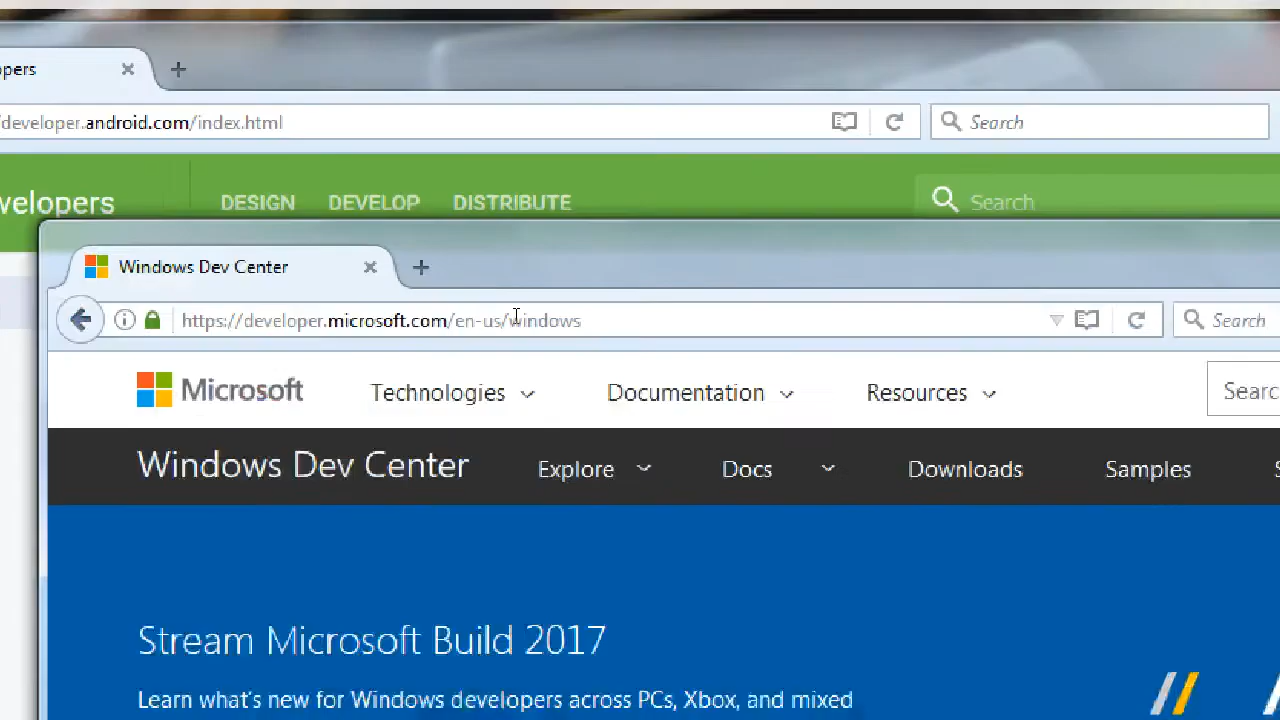 opers
/developer.android.com/index.html
Search
velopers DESIGN DEVELOP DISTRIBUTE Search
Windows Dev Center
https://developer.microsoft.com/en-us/windows
Search
Microsoft Technologies Documentation Resources Searc
Windows Dev Center Explore Docs Downloads Samples
Stream Microsoft Build 2017
Learn what's new for Windows developers across PCs, Xbox, and mixed